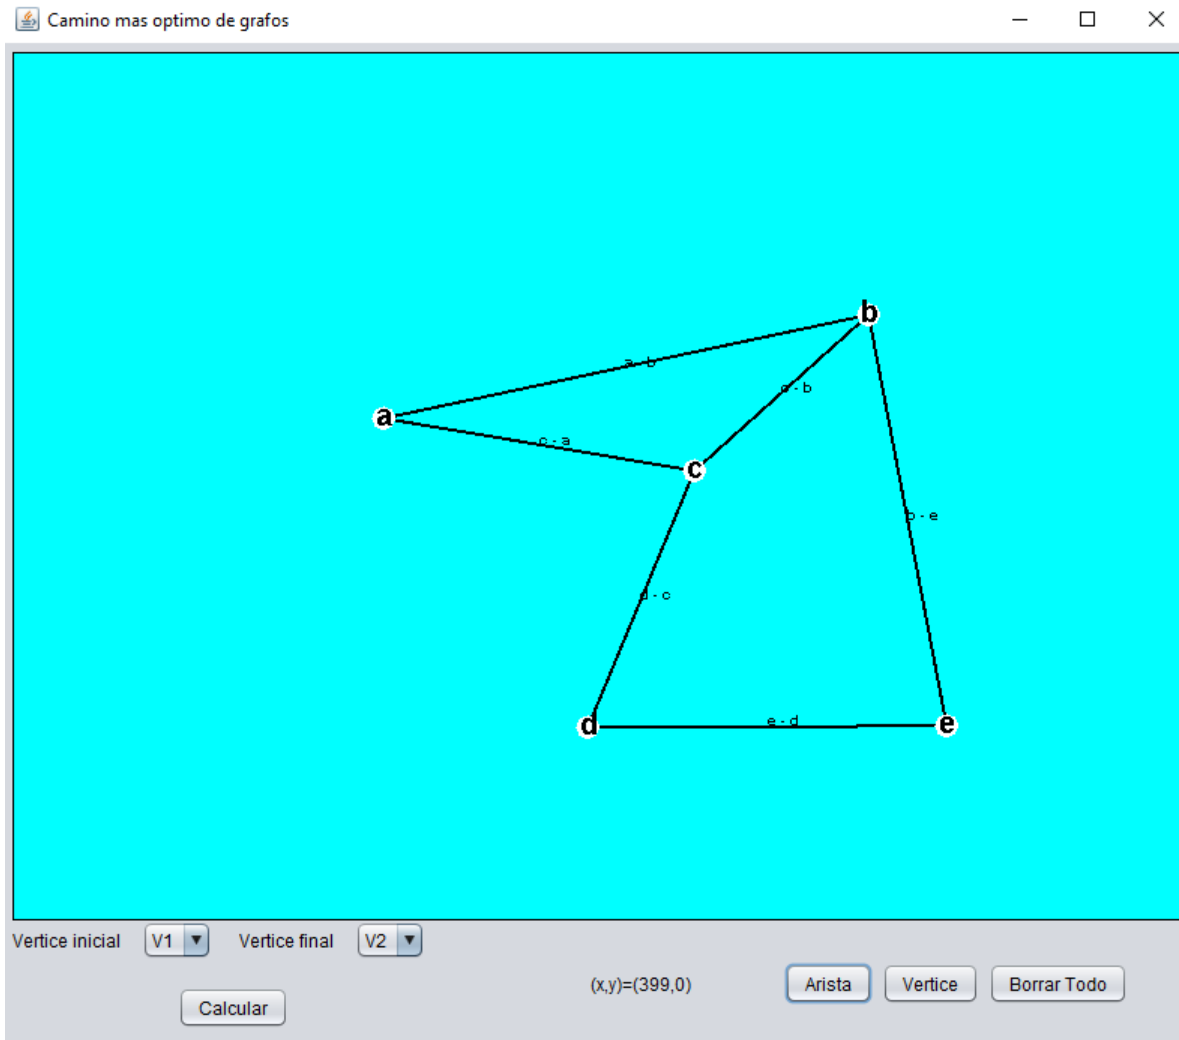 Camino mas optimo de grafos
b
a - b
c - b
a
c - a
c
b - e
d - c
d
e - d
e
Vertice inicial V1 Vertice final V2
(x,y)=(399,0) Arista Vertice Borrar Todo
Calcular